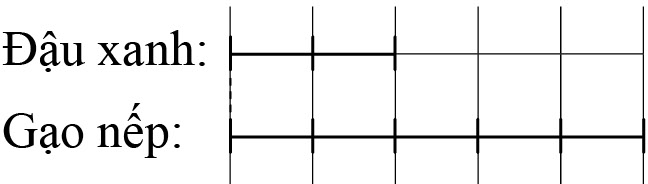 Đậu xanh:
Gạo nếp: